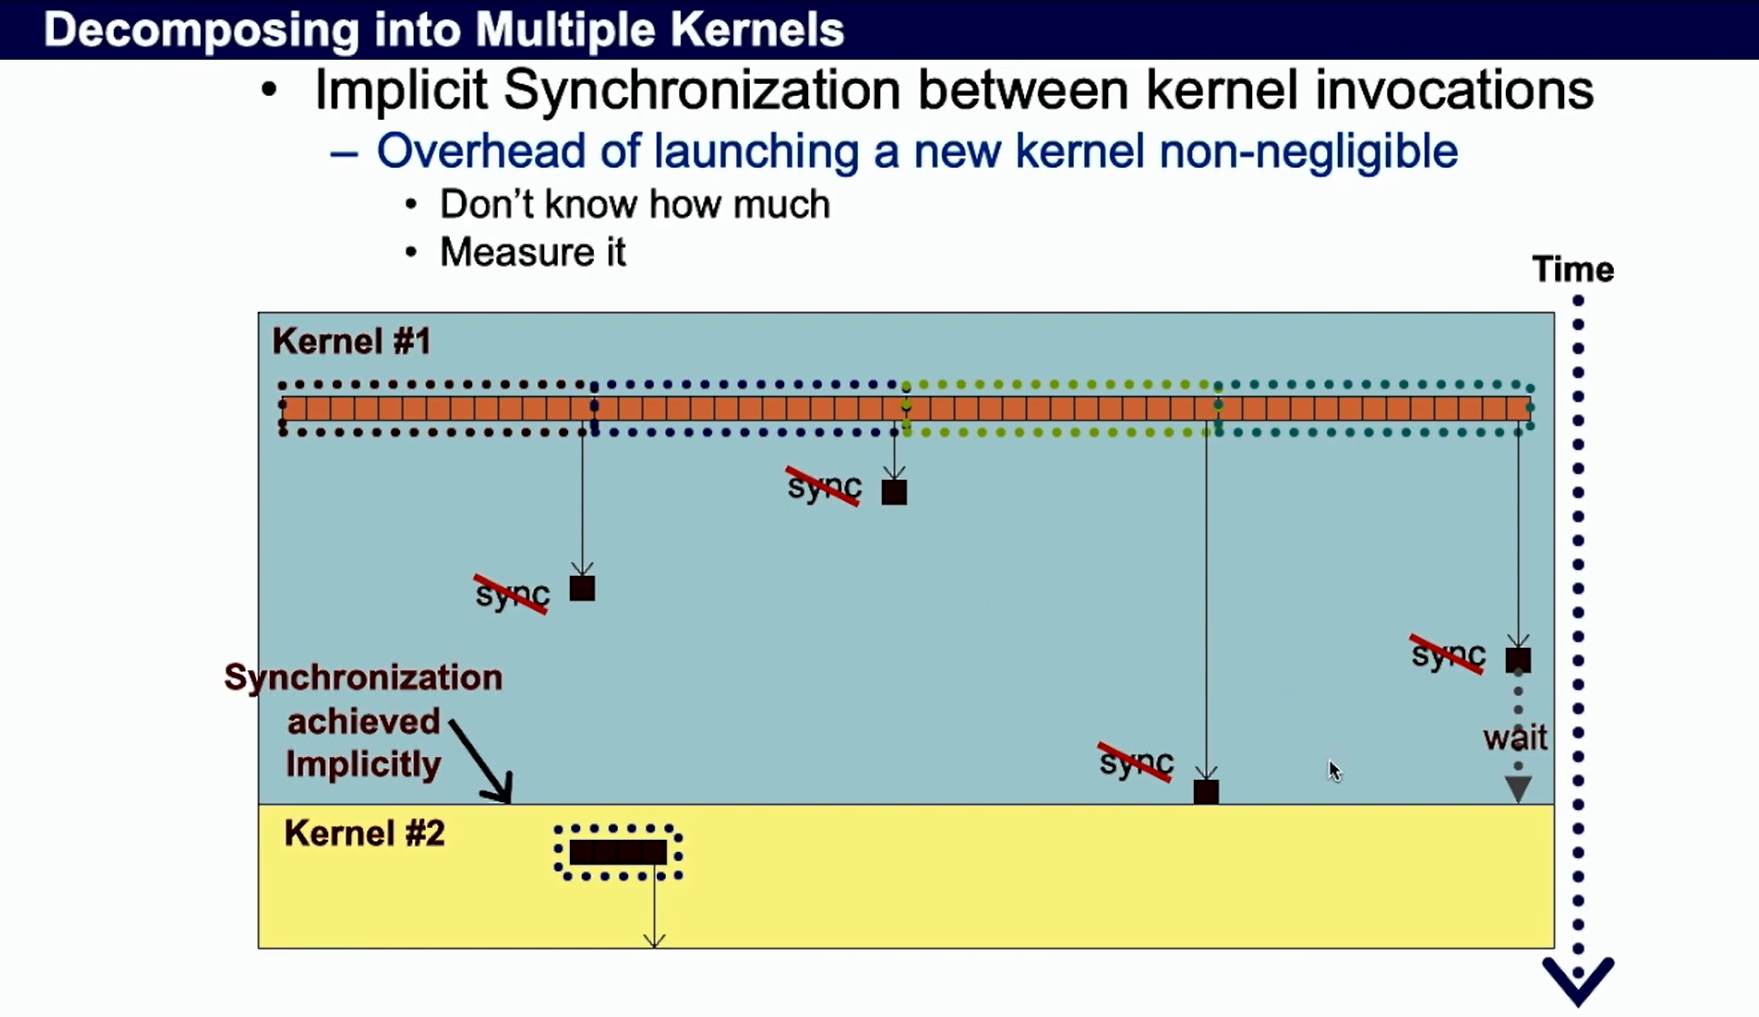 Decomposing into Multiple Kernels
• Implicit Synchronization between kernel invocations
– Overhead of launching a new kernel non-negligible
• Don't know how much
• Measure it
Time
Kernel #1
sync
sync
sync
Synchronization
achieved
Implicitly
wait
sync
Kernel #2